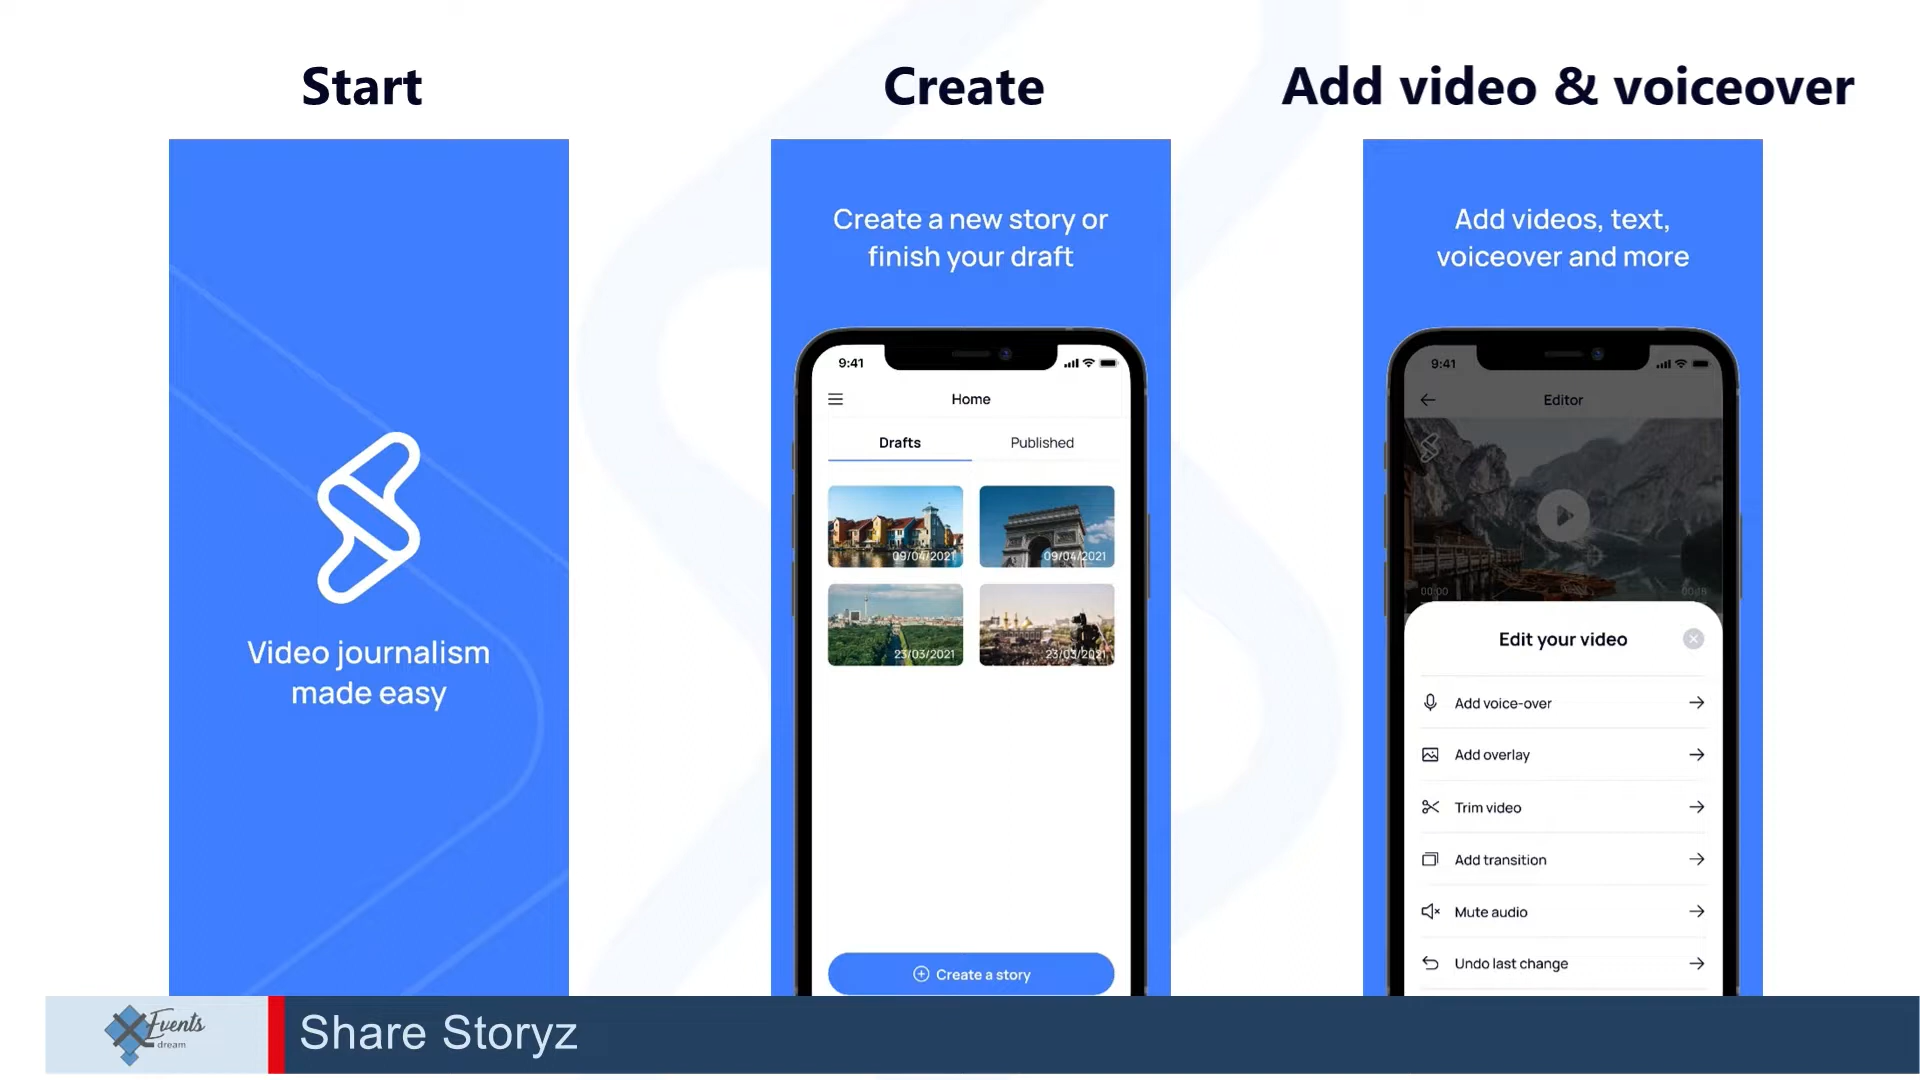 Start
Create
Add video & voiceover
Video journalism
made easy
Create a new story or
finish your draft
9:41
Home
Drafts
Published
09/04/2021
09/04/2021
23/03/2021
23/03/2021
Create a story
Add videos, text,
voiceover and more
9:41
Editor
00:00
Edit your video
Add voice-over
Add overlay
Trim video
Add transition
Mute audio
Undo last change
Events
dream
Share Storyz